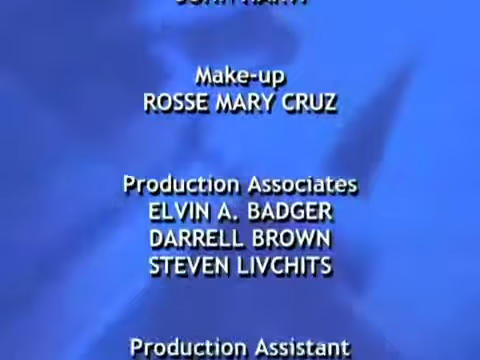 Make-up
ROSSE MARY CRUZ
Production Associates
ELVIN A. BADGER
DARRELL BROWN
STEVEN LIVCHITS
Production Assistant